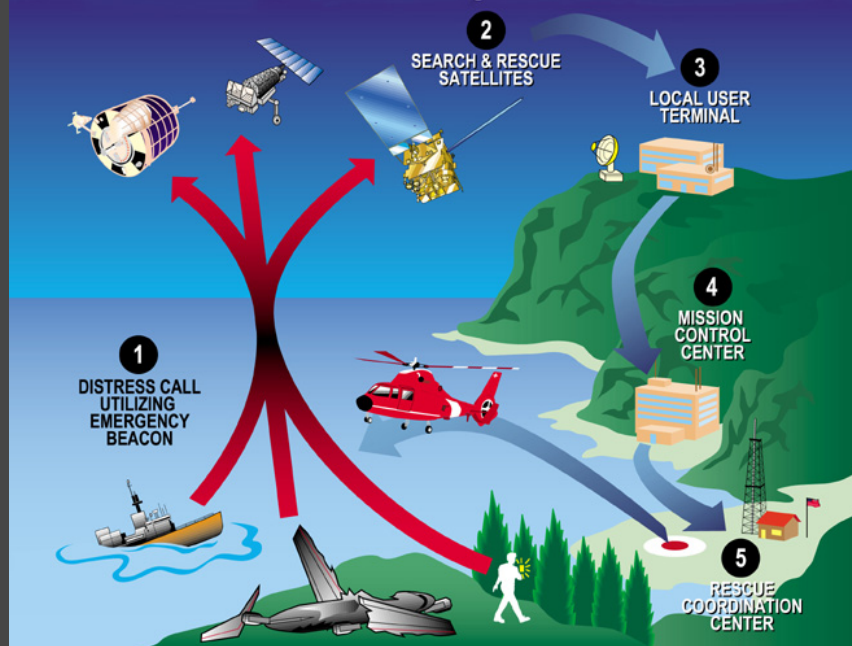 1
DISTRESS CALL
UTILIZING
EMERGENCY
BEACON
2
SEARCH & RESCUE
SATELLITES
3
LOCAL USER
TERMINAL
4
MISSION
CONTROL
CENTER
5
RESCUE
COORDINATION
CENTER